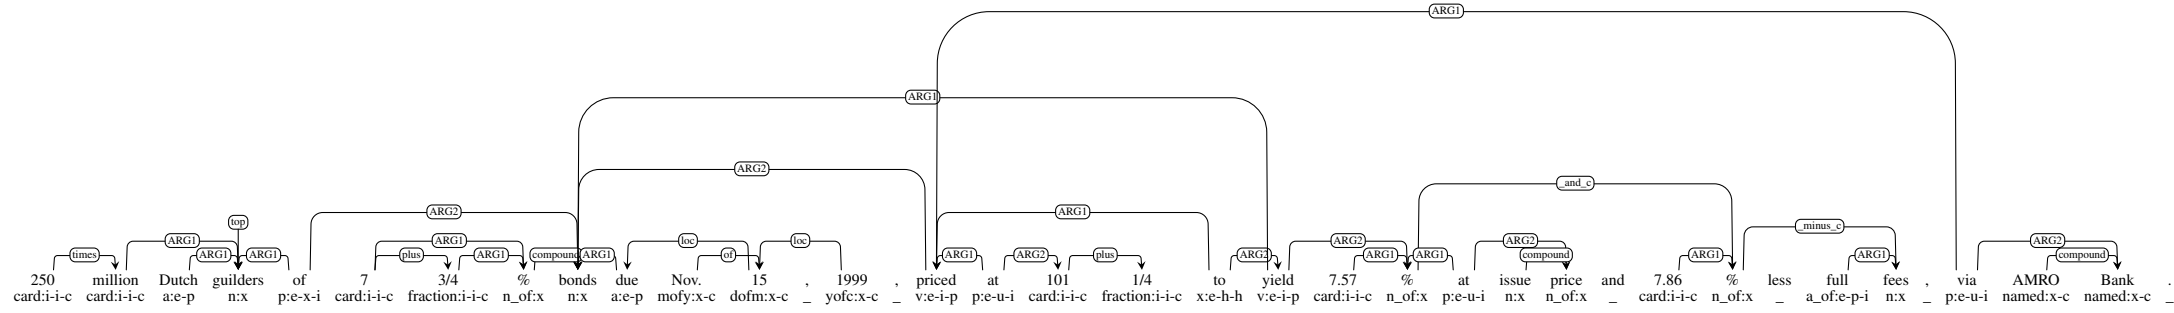 ARG1
ARG1
ARG2
_and_c
top
ARG2
ARG1
_minus_c
ARG1
ARG1
loc
loc
ARG2
ARG2
ARG2
times
ARG1
ARG1
plus
ARG1
compound
ARG1
of
ARG1
ARG2
plus
ARG2
ARG1
ARG1
compound
ARG1
ARG1
compound
250 million Dutch guilders of 7 3/4 % bonds due Nov. 15 , 1999 , priced at 101 1/4 to yield 7.57 % at issue price and 7.86 % less full fees , via AMRO Bank .
card:i-i-c card:i-i-c a:e-p n:x p:e-x-i card:i-i-c fraction:i-i-c n_of:x n:x a:e-p mofy:x-c dofm:x-c _ yofc:x-c _ v:e-i-p p:e-u-i card:i-i-c fraction:i-i-c x:e-h-h v:e-i-p card:i-i-c n_of:x p:e-u-i n:x n_of:x _ card:i-i-c n_of:x _ a_of:e-p-i n:x _ p:e-u-i named:x-c named:x-c _